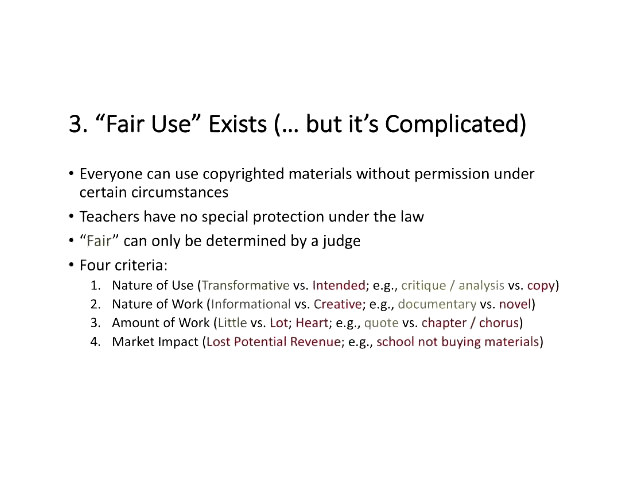 3. “Fair Use” Exists (… but it’s Complicated)
• Everyone can use copyrighted materials without permission under
certain circumstances
• Teachers have no special protection under the law
• “Fair” can only be determined by a judge
• Four criteria:
1. Nature of Use (Transformative vs. Intended; e.g., critique / analysis vs. copy)
2. Nature of Work (Informational vs. Creative; e.g., documentary vs. novel)
3. Amount of Work (Little vs. Lot; Heart; e.g., quote vs. chapter / chorus)
4. Market Impact (Lost Potential Revenue; e.g., school not buying materials)